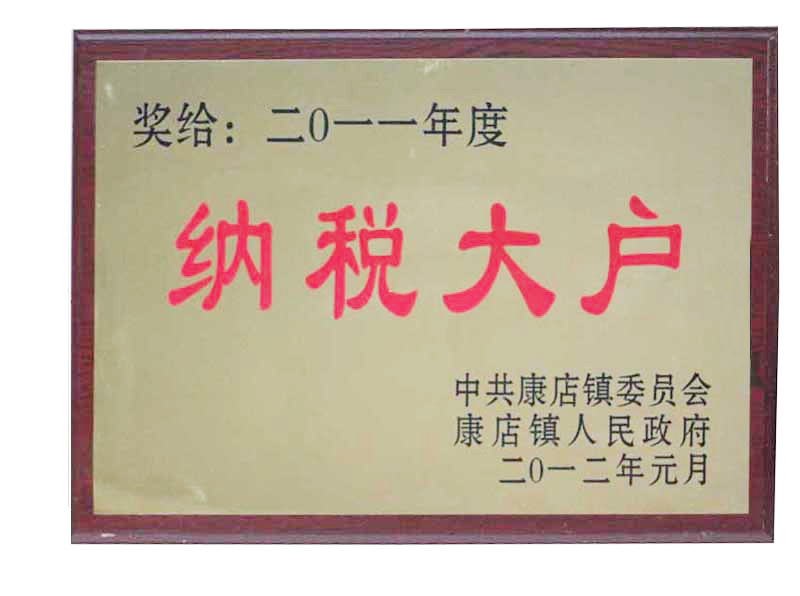 奖给：二0一一年度
纳税大户
中共康店镇委员会
康店镇人民政府
二0一二年元月